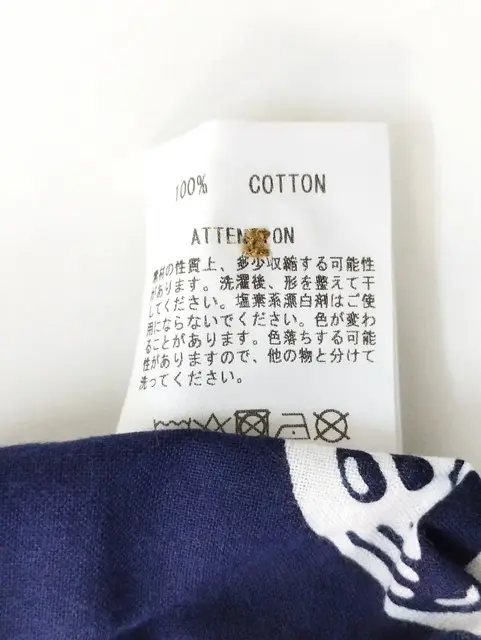 100% COTTON
ATTEN ON
素材の性質上、多少収縮する可能性
があります。洗濯後、形を整えて干
してください。塩素系漂白剤はご使
用にならないでください。色が変わ
ることがあります。色落ちする可能
性がありますので、他の物と分けて
洗ってください。